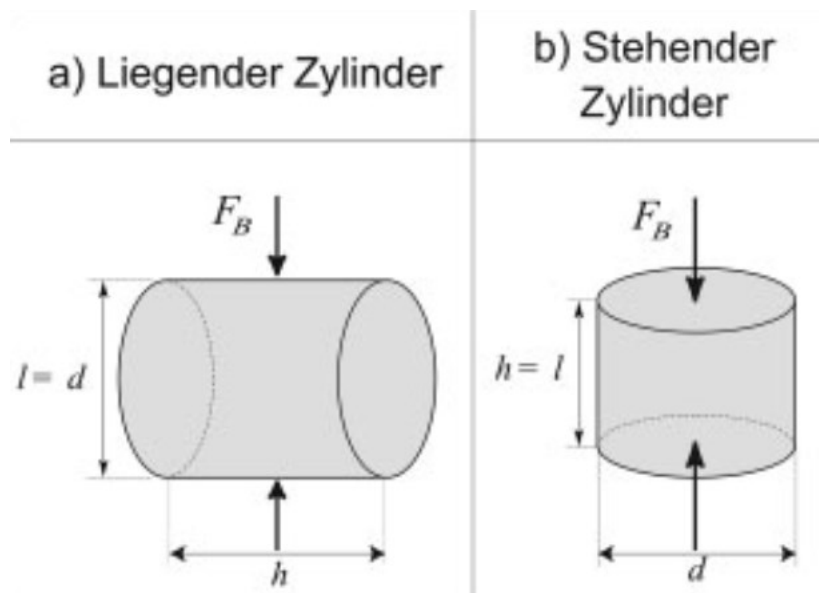 a) Liegender Zylinder
b) Stehender
Zylinder
F_B
l= d
h
F_B
h= l
d